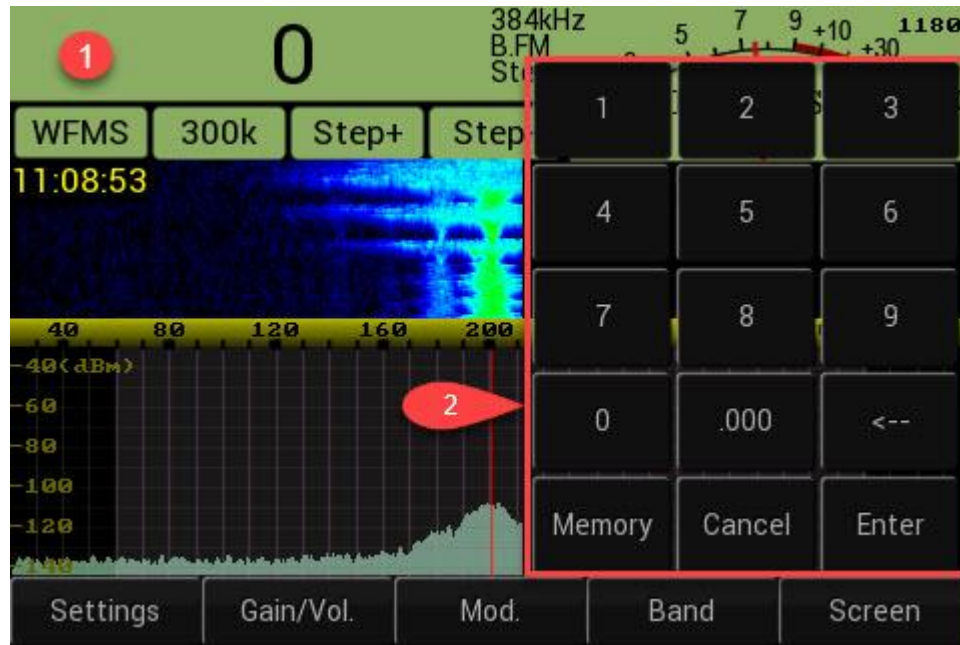 1
0
384kHz
B.FM
5 7 9 +10 +30
1180
WFMS 300k Step+ Step
11:08:53
40 80 120 160 200
-40(dBm)
-60
-80
-100
-120
-140
2
1 2 3
4 5 6
7 8 9
0 .000 <--
Memory Cancel Enter
Settings Gain/Vol. Mod. Band Screen